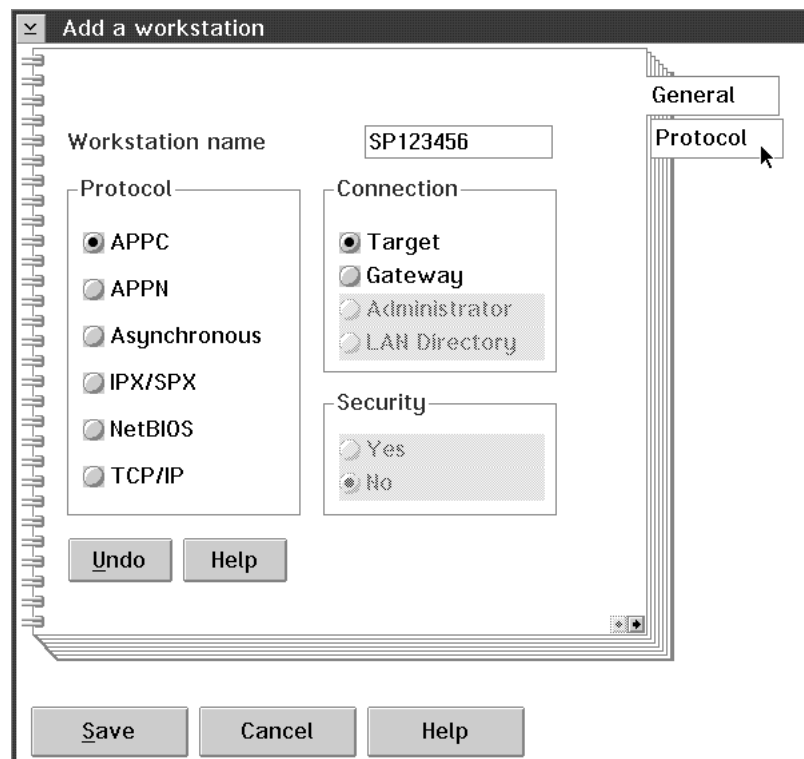 Add a workstation
General
Protocol
Workstation name SP123456
Protocol
APPC
APPN
Asynchronous
IPX/SPX
NetBIOS
TCP/IP
Connection
Target
Gateway
Administrator
LAN Directory
Security
Yes
No
Undo Help
Save Cancel Help